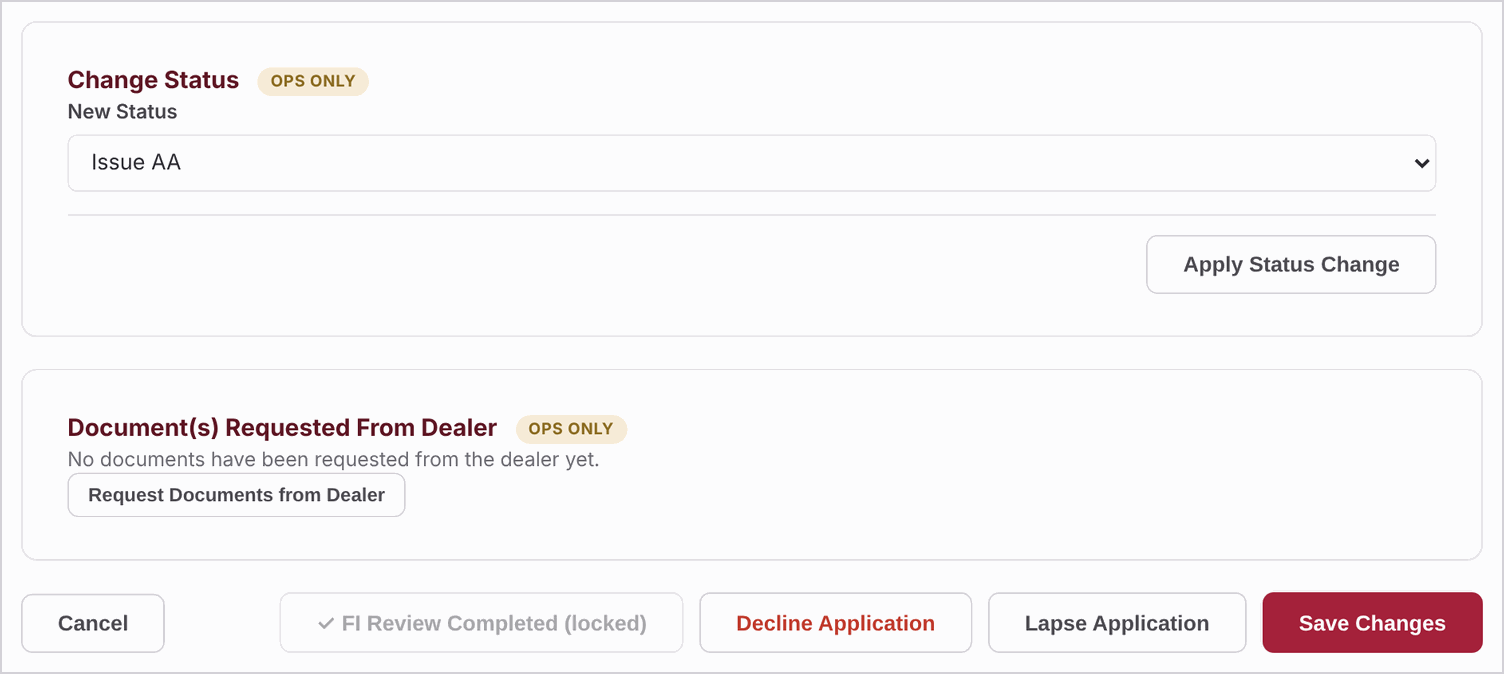 Change Status OPS ONLY
New Status
Issue AA
Apply Status Change
Document(s) Requested From Dealer OPS ONLY
No documents have been requested from the dealer yet.
Request Documents from Dealer
Cancel ✓ FI Review Completed (locked) Decline Application Lapse Application Save Changes